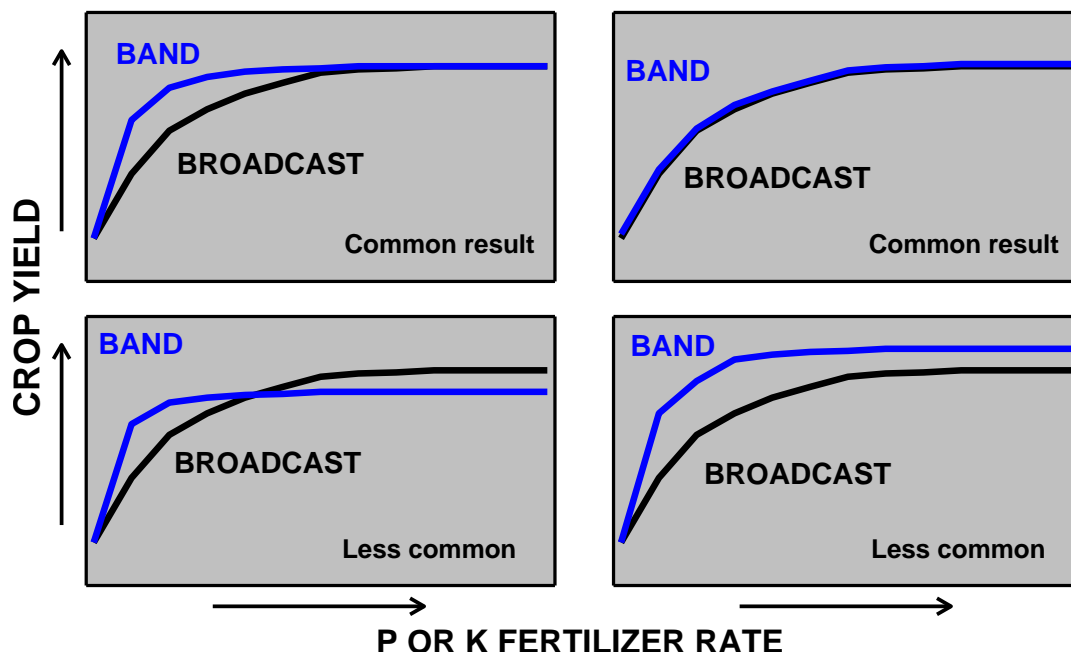 BAND
BROADCAST
Common result
BAND
BROADCAST
Common result
CROP YIELD
BAND
BROADCAST
Less common
BAND
BROADCAST
Less common
P OR K FERTILIZER RATE